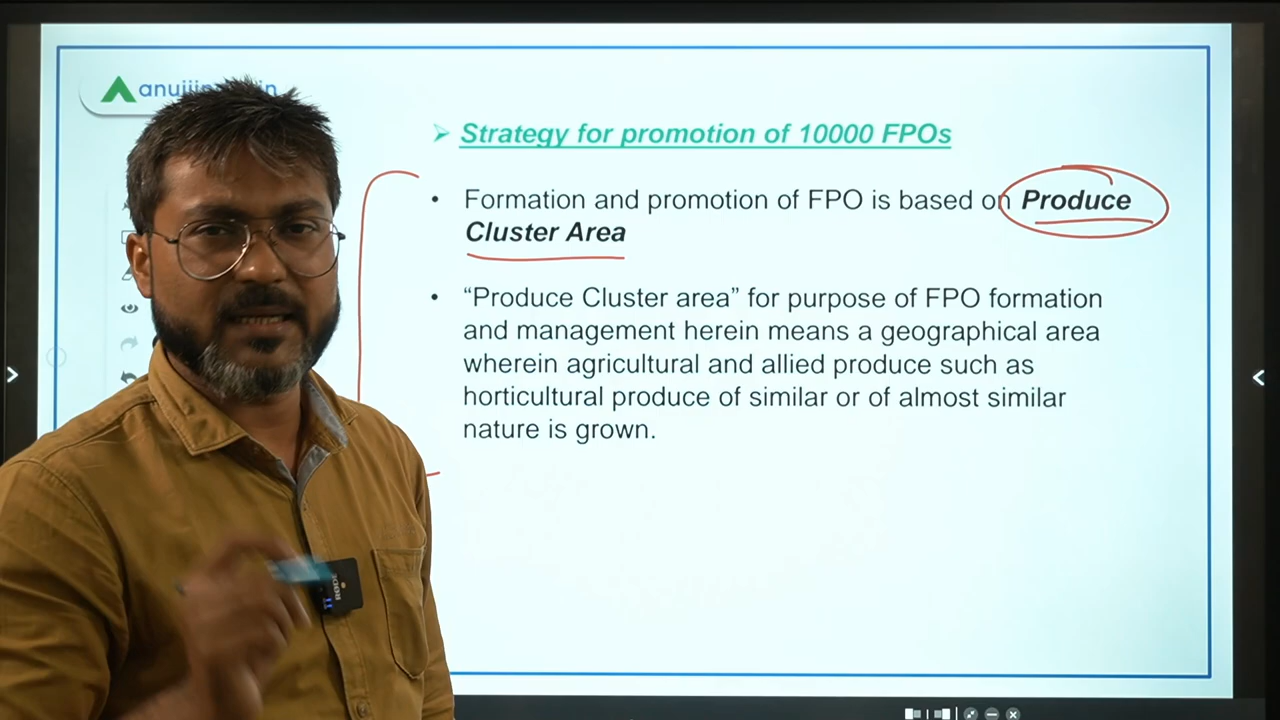 Strategy for promotion of 10000 FPOs
• Formation and promotion of FPO is based on Produce
Cluster Area
• “Produce Cluster area” for purpose of FPO formation
and management herein means a geographical area
wherein agricultural and allied produce such as
horticultural produce of similar or of almost similar
nature is grown.
RODE